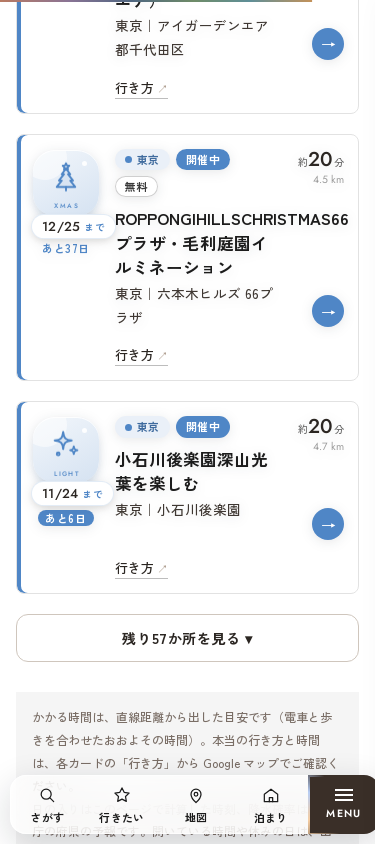 東京｜アイガーデンエア
都千代田区
→
行き方 ↗
XMAS
12/25 まで
あと37日
東京
開催中
無料
約20分
4.5 km
ROPPONGIHILLSCHRISTMAS66
プラザ・毛利庭園イ
ルミネーション
東京｜六本木ヒルズ 66プ
ラザ
→
行き方 ↗
LIGHT
11/24 まで
あと6日
東京
開催中
約20分
4.7 km
小石川後楽園深山光
葉を楽しむ
東京｜小石川後楽園
→
行き方 ↗
残り57か所を見る ▾
かかる時間は、直線距離から出した目安です（電車と歩
きを合わせたおおよその時間）。本当の行き方と時間
は、各カードの「行き方」から Google マップでご確認く
さがす
行きたい
地図
泊まり
MENU